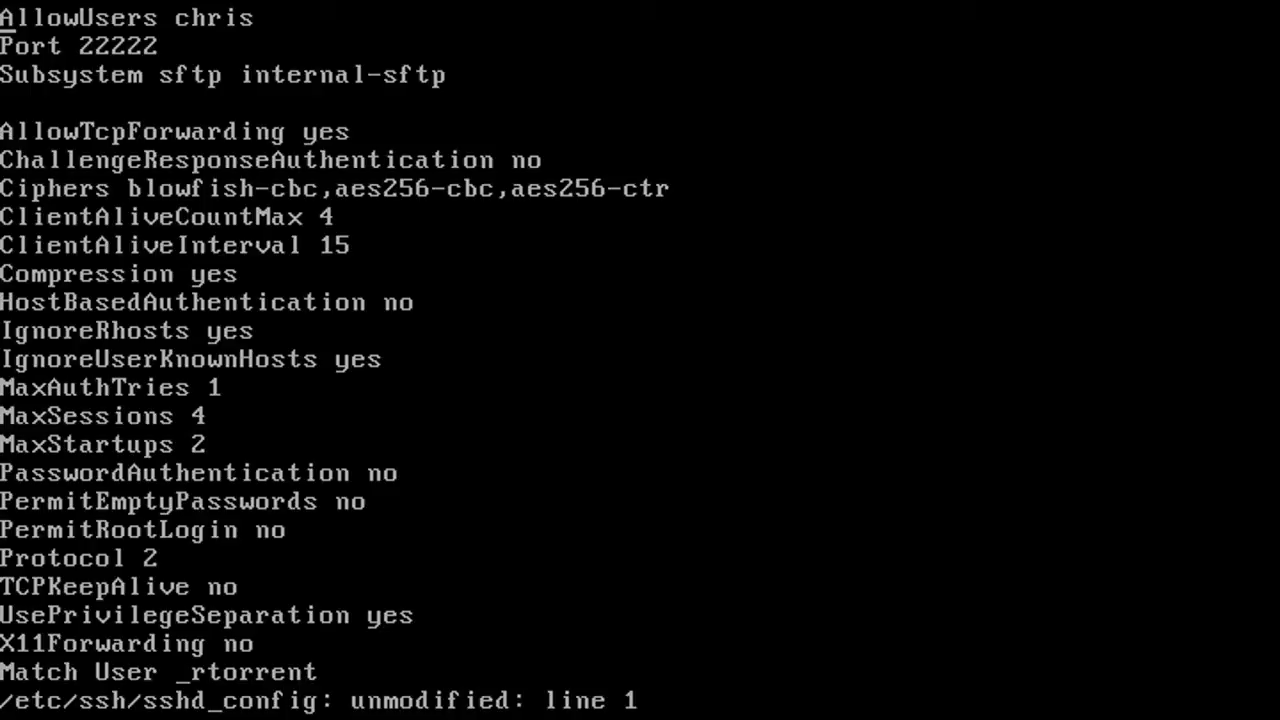 AllowUsers chris
Port 22222
Subsystem sftp internal-sftp

AllowTcpForwarding yes
ChallengeResponseAuthentication no
Ciphers blowfish-cbc,aes256-cbc,aes256-ctr
ClientAliveCountMax 4
ClientAliveInterval 15
Compression yes
HostBasedAuthentication no
IgnoreRhosts yes
IgnoreUserKnownHosts yes
MaxAuthTries 1
MaxSessions 4
MaxStartups 2
PasswordAuthentication no
PermitEmptyPasswords no
PermitRootLogin no
Protocol 2
TCPKeepAlive no
UsePrivilegeSeparation yes
X11Forwarding no
Match User _rtorrent
/etc/ssh/sshd_config: unmodified: line 1